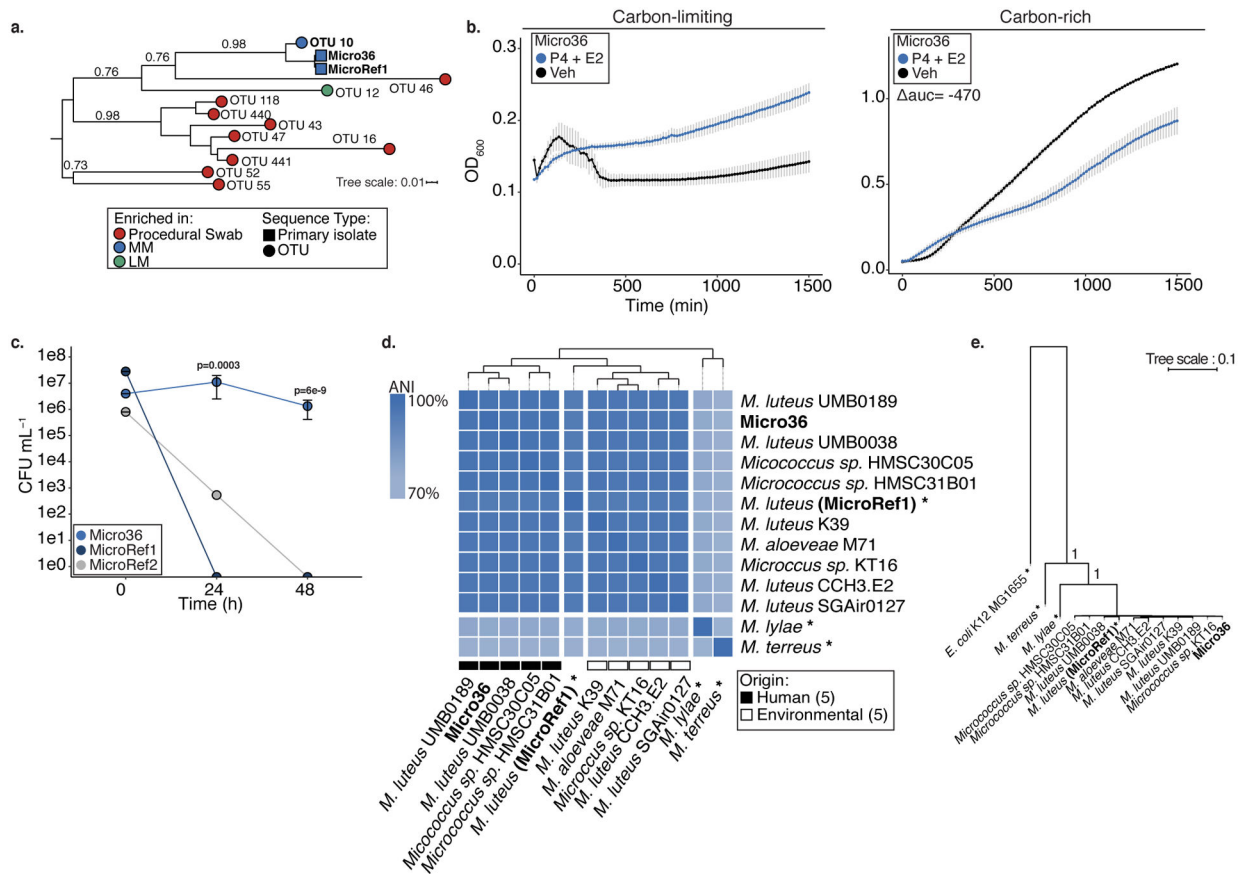 a.
0.98
0.76
0.76
0.98
0.73
OTU 10
Micro36
MicroRef1
OTU 12
OTU 46
OTU 118
OTU 440
OTU 43
OTU 47
OTU 16
OTU 441
OTU 52
OTU 55
Tree scale: 0.01
Enriched in:
Procedural Swab
MM
LM
Sequence Type:
Primary isolate
OTU
b.
Carbon-limiting
Micro36
P4 + E2
Veh
OD600
0.3
0.2
0.1
0.0
0
500
1000
1500
Time (min)
Carbon-rich
Micro36
P4 + E2
Veh
Δauc= -470
1.0
0.5
0.0
0
500
1000
1500
c.
CFU mL−1
1e8
1e7
1e6
1e5
1e4
1e3
1e2
1e1
1e0
p=0.0003
p=6e-9
Micro36
MicroRef1
MicroRef2
0
24
48
Time (h)
d.
ANI
100%
70%
M. luteus UMB0189
Micro36
M. luteus UMB0038
Micococcus sp. HMSC30C05
Micrococcus sp. HMSC31B01
M. luteus (MicroRef1) *
M. luteus K39
M. aloeveae M71
Microccus sp. KT16
M. luteus CCH3.E2
M. luteus SGAir0127
M. lylae *
M. terreus *
M. luteus UMB0189
Micro36
M. luteus UMB0038
Micococcus sp. HMSC30C05
Micrococcus sp. HMSC31B01
M. luteus (MicroRef1) *
M. luteus K39
M. aloeveae M71
Microccus sp. KT16
M. luteus CCH3.E2
M. luteus SGAir0127
M. lylae *
M. terreus *
Origin:
Human (5)
Environmental (5)
e.
Tree scale : 0.1
1
1
E. coli K12 MG1655 *
M. terreus *
M. lylae *
Micrococcus sp. HMSC30C05
Micrococcus sp. HMSC31B01
M. luteus UMB0038
M. luteus (MicroRef1)*
M. aloeveae M71
M. luteus CCH3.E2
M. luteus SGAir0127
M. luteus K39
M. luteus UMB0189
Micrococcus sp. KT16
Micro36